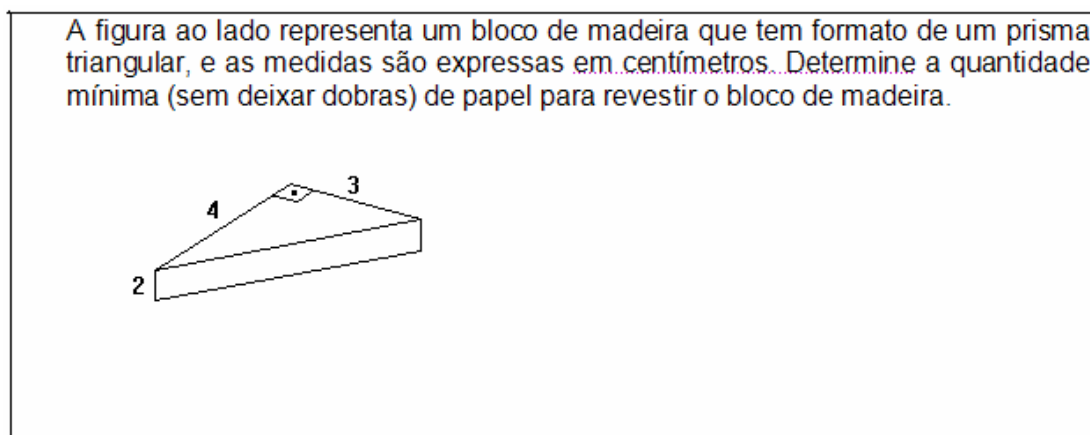 A figura ao lado representa um bloco de madeira que tem formato de um prisma
triangular, e as medidas são expressas em centímetros. Determine a quantidade
mínima (sem deixar dobras) de papel para revestir o bloco de madeira.
3
4
2